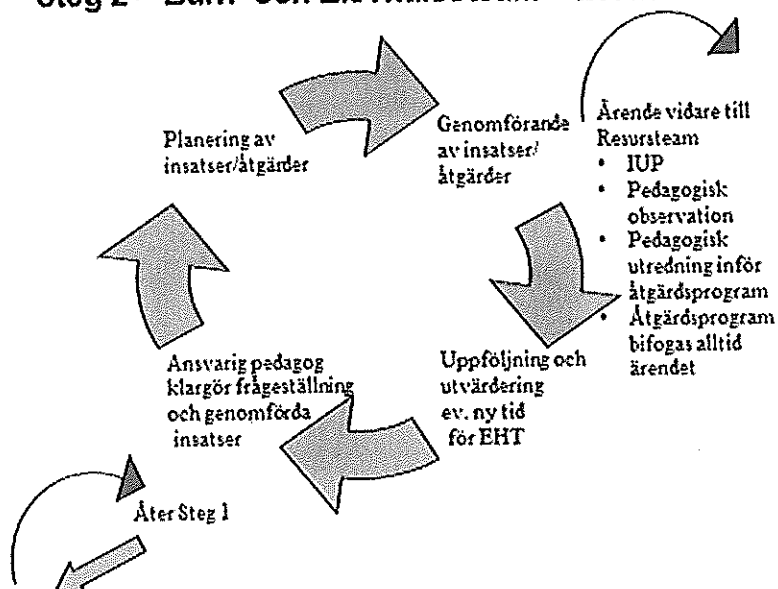 Steg 2
Planering av
insatser/åtgärder
Genomförande
av insatser/
åtgärder
Ärende vidare till
Resursteam
• IUP
• Pedagogisk
observation
• Pedagogisk
utredning inför
åtgärdsprogram
• Åtgärdsprogram
bifogas alltid
ärendet
Uppföljning och
utvärdering
ev. ny tid
för EHT
Ansvarig pedagog
klargör frågeställning
och genomförda
insatser
Åter Steg 1